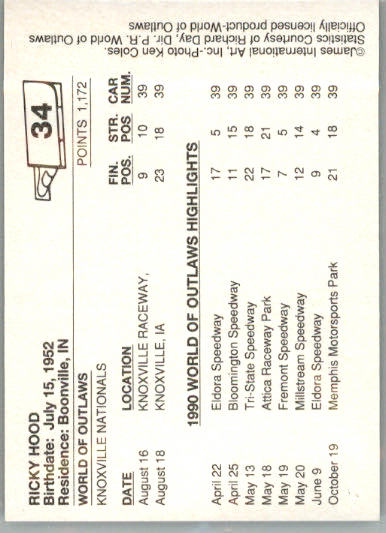 RICKY HOOD
Birthdate: July 15, 1952
Residence: Boonville, IN
34
WORLD OF OUTLAWS POINTS 1,172
KNOXVILLE NATIONALS
FIN. STR. CAR
DATE LOCATION POS. POS NUM.
August 16 KNOXVILLE RACEWAY, 9 10 39
August 18 KNOXVILLE, IA 23 18 39
1990 WORLD OF OUTLAWS HIGHLIGHTS
April 22 Eldora Speedway 17 5 39
April 25 Bloomington Speedway 11 15 39
May 13 Tri-State Speedway 22 18 39
May 18 Attica Raceway Park 17 21 39
May 19 Fremont Speedway 7 5 39
May 20 Millstream Speedway 12 14 39
June 9 Eldora Speedway 9 4 39
October 19 Memphis Motorsports Park 21 18 39
©James International Art, Inc.-Photo Ken Coles.
Statistics Courtesy of Richard Day, Dir. P.R. World of Outlaws
Officially licensed product-World of Outlaws